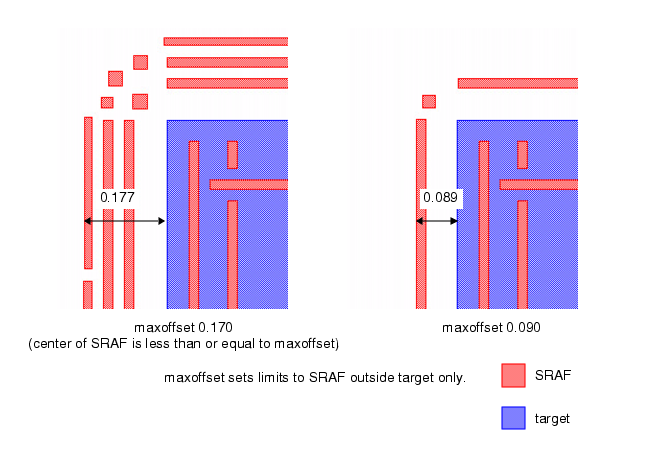 0.177
0.089
maxoffset 0.170
(center of SRAF is less than or equal to maxoffset)
maxoffset 0.090
maxoffset sets limits to SRAF outside target only.
SRAF
target